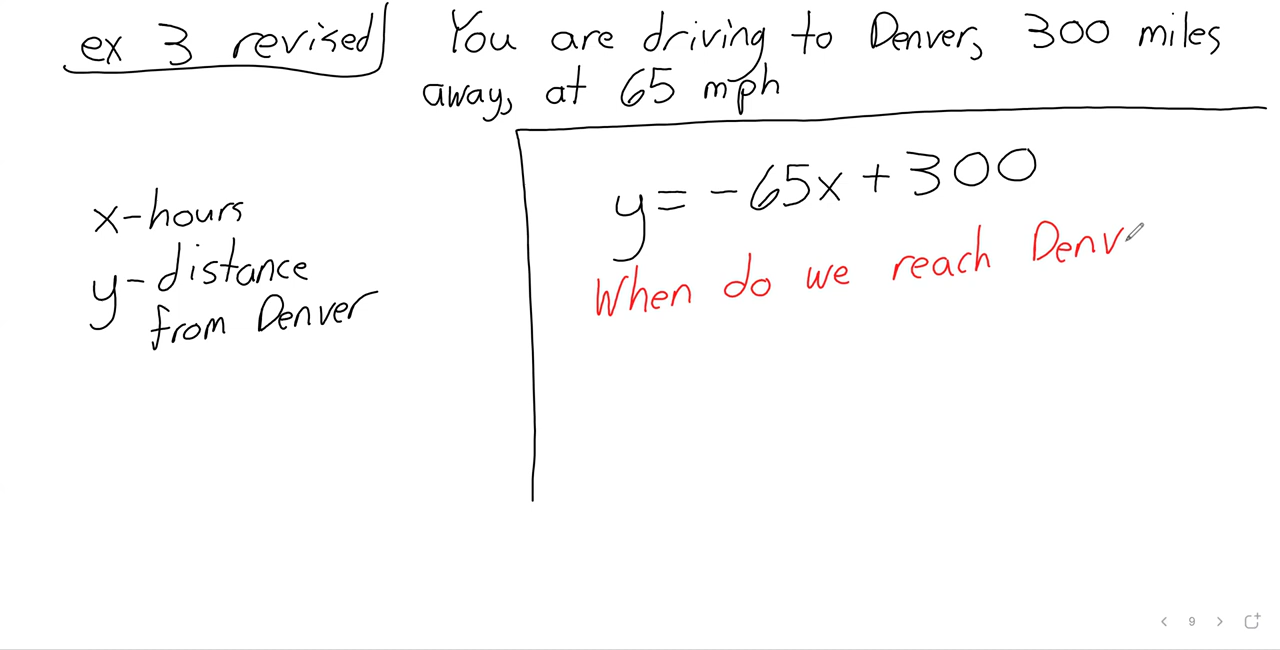 ex 3 revised
You are driving to Denver, 300 miles
away, at 65 mph
x-hours
y-distance
from Denver
y = -65x + 300
When do we reach Denv
9